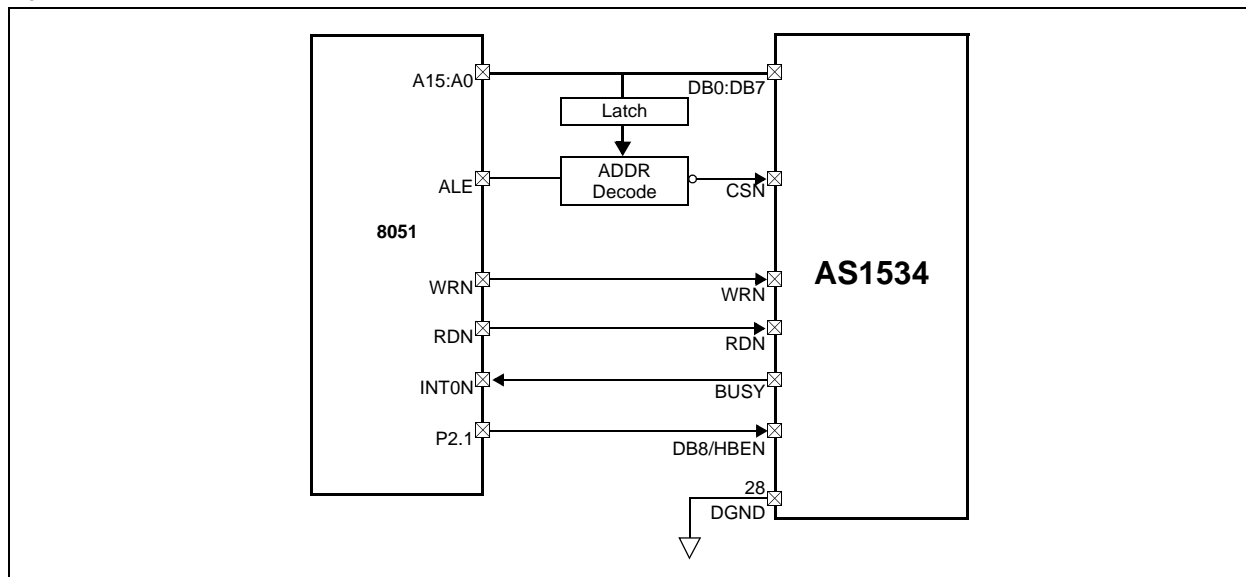 A15:A0
DB0:DB7
Latch
ADDR
Decode
ALE
CSN
8051
AS1534
WRN
WRN
RDN
RDN
INT0N
BUSY
P2.1
DB8/HBEN
28
DGND